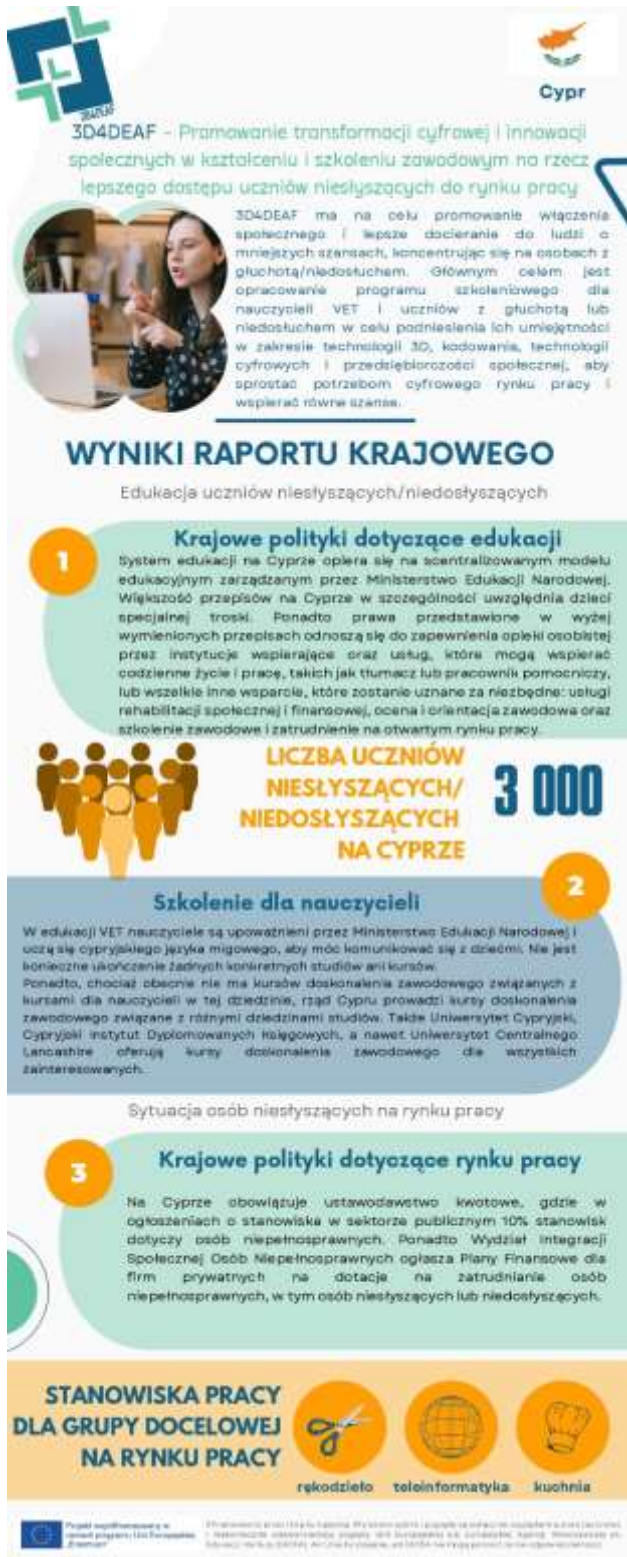 3D4DEAF
Cypr
3D4DEAF - Promowanie transformacji cyfrowej i innowacji
społecznych w kształceniu i szkoleniu zawodowym na rzecz
lepszego dostępu uczniów niesłyszących do rynku pracy
3D4DEAF ma na celu promowanie włączenia
społecznego i lepsze docieranie do ludzi o
mniejszych szansach, koncentrując się na osobach z
głuchotą/niedosłuchem. Głównym celem jest
opracowanie programu szkoleniowego dla
nauczycieli VET i uczniów z głuchotą lub
niedosłuchem w celu podniesienia ich umiejętności
w zakresie technologii 3D, kodowania, technologii
cyfrowych i przedsiębiorczości społecznej, aby
sprostać potrzebom cyfrowego rynku pracy i
wspierać równe szanse.
WYNIKI RAPORTU KRAJOWEGO
Edukacja uczniów niesłyszących/niedosłyszących
1
Krajowe polityki dotyczące edukacji
System edukacji na Cyprze opiera się na scentralizowanym modelu
edukacyjnym zarządzanym przez Ministerstwo Edukacji Narodowej.
Większość przepisów na Cyprze w szczególności uwzględnia dzieci
specjalnej troski. Ponadto prawa przedstawione w wyżej
wymienionych przepisach odnoszą się do zapewnienia opieki osobistej
przez instytucje wspierające oraz usług, które mogą wspierać
codzienne życie i pracę, takich jak tłumacz lub pracownik pomocniczy,
lub wszelkie inne wsparcie, które zostanie uznane za niezbędne: usługi
rehabilitacji społecznej i finansowej, ocena i orientacja zawodowa oraz
szkolenie zawodowe i zatrudnienie na otwartym rynku pracy.
LICZBA UCZNIÓW
NIESŁYSZĄCYCH/
NIEDOSŁYSZĄCYCH
NA CYPRZE
3 000
2
Szkolenie dla nauczycieli
W edukacji VET nauczyciele są upoważnieni przez Ministerstwo Edukacji Narodowej i
uczą się cypryjskiego języka migowego, aby móc komunikować się z dziećmi. Nie jest
konieczne ukończenie żadnych konkretnych studiów ani kursów.
Ponadto, chociaż obecnie nie ma kursów doskonalenia zawodowego związanych z
kursami dla nauczycieli w tej dziedzinie, rząd Cypru prowadzi kursy doskonalenia
zawodowego związane z różnymi dziedzinami studiów. Także Uniwersytet Cypryjski,
Cypryjski Instytut Dyplomowanych Księgowych, a nawet Uniwersytet Centralnego
Lancashire oferują kursy doskonalenia zawodowego dla wszystkich
zainteresowanych.
Sytuacja osób niesłyszących na rynku pracy
3
Krajowe polityki dotyczące rynku pracy
Na Cyprze obowiązuje ustawodawstwo kwotowe, gdzie w
ogłoszeniach o stanowiska w sektorze publicznym 10% stanowisk
dotyczy osób niepełnosprawnych. Ponadto Wydział Integracji
Społecznej Osób Niepełnosprawnych ogłasza Plany Finansowe dla
firm prywatnych na dotacje na zatrudnianie osób
niepełnosprawnych, w tym osób niesłyszących lub niedosłyszących.
STANOWISKA PRACY
DLA GRUPY DOCELOWEJ
NA RYNKU PRACY
rękodzieło teleinformatyka kuchnia
Projekt współfinansowany w
ramach programu Unii Europejskiej
„Erasmus+"